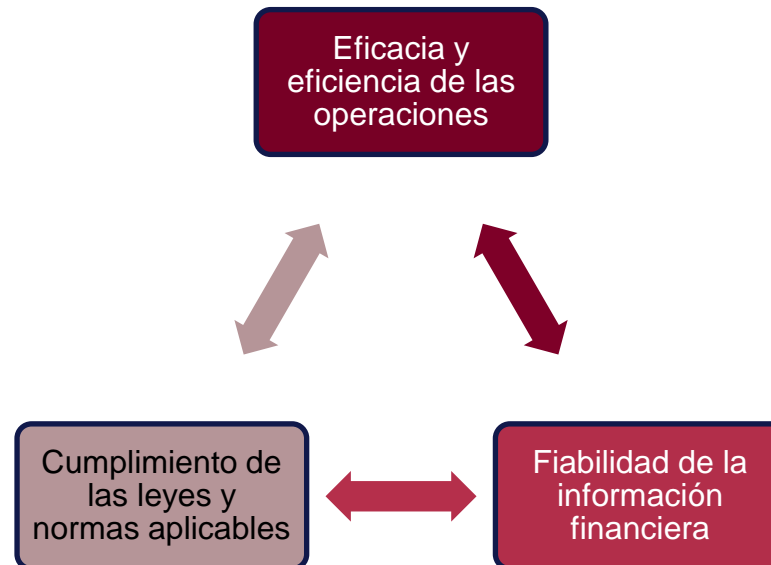 Eficacia y
eficiencia de las
operaciones
Cumplimiento de
las leyes y
normas aplicables
Fiabilidad de la
información
financiera